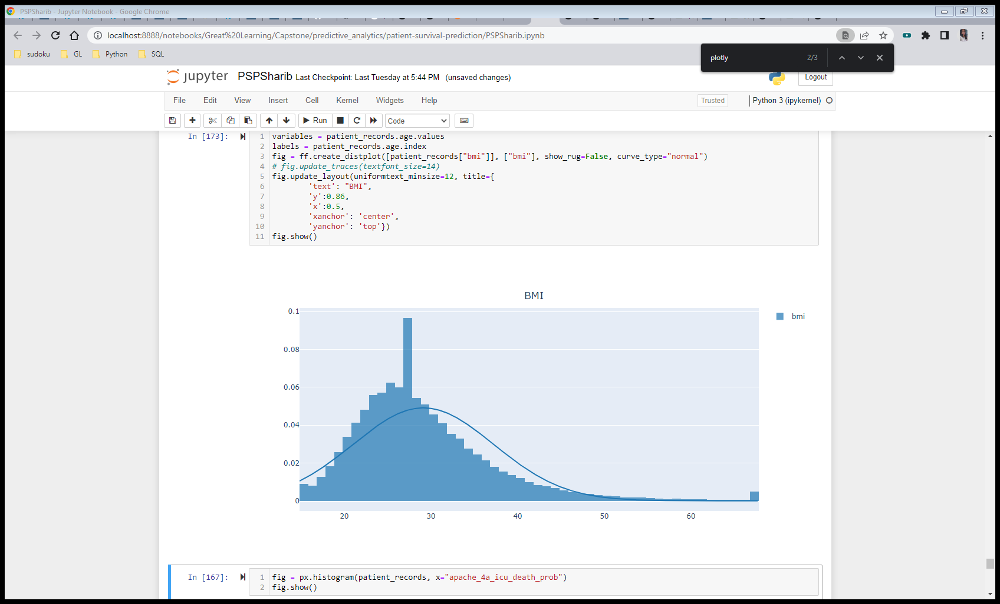 PSPSharib - Jupyter Notebook - Google Chrome
localhost:8888/notebooks/Great%20Learning/Capstone/predictive_analytics/patient-survival-prediction/PSPSharib.ipynb
sudoku GL Python SQL
plotly 2/3
jupyter PSPSharib Last Checkpoint: Last Tuesday at 5:44 PM (unsaved changes)
Logout
File Edit View Insert Cell Kernel Widgets Help Trusted Python 3 (ipykernel)
Run Code
In [173]:
1 variables = patient_records.age.values
2 labels = patient_records.age.index
3 fig = ff.create_distplot([patient_records["bmi"]], ["bmi"], show_rug=False, curve_type="normal")
4 # fig.update_traces(textfont_size=14)
5 fig.update_layout(uniformtext_minsize=12, title={
6 'text': "BMI",
7 'y':0.86,
8 'x':0.5,
9 'xanchor': 'center',
10 'yanchor': 'top'})
11 fig.show()
BMI
0.1
bmi
0.08
0.06
0.04
0.02
0
20 30 40 50 60
In [167]:
1 fig = px.histogram(patient_records, x="apache_4a_icu_death_prob")
2 fig.show()